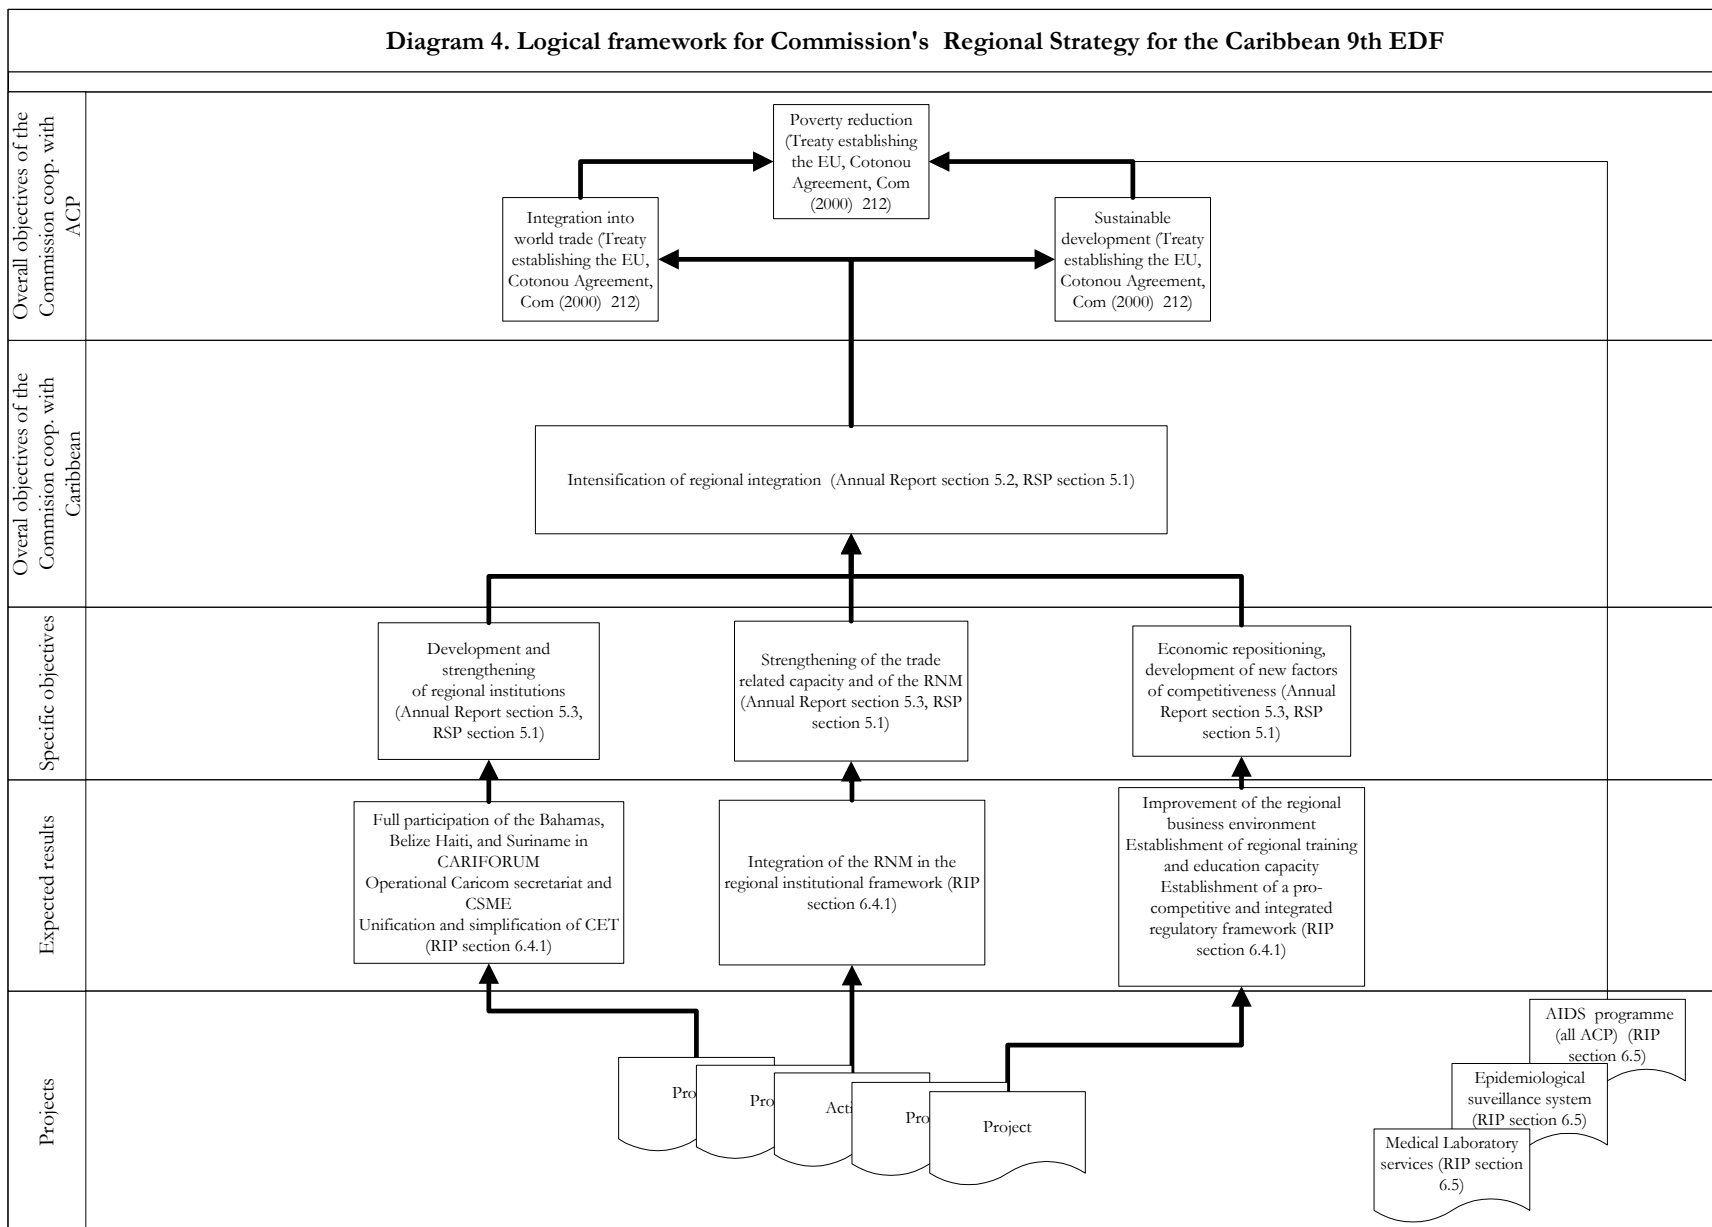 Diagram 4. Logical framework for Commission's Regional Strategy for the Caribbean 9th EDF
Overall objectives of the
Commission coop. with
ACP
Poverty reduction
(Treaty establishing
the EU, Cotonou
Agreement, Com
(2000) 212)
Integration into
world trade (Treaty
establishing the EU,
Cotonou Agreement,
Com (2000) 212)
Sustainable
development (Treaty
establishing the EU,
Cotonou Agreement,
Com (2000) 212)
Overal objectives of the
Commision coop. with
Caribbean
Intensification of regional integration (Annual Report section 5.2, RSP section 5.1)
Specific objectives
Development and
strengthening
of regional institutions
(Annual Report section 5.3,
RSP section 5.1)
Strengthening of the trade
related capacity and of the RNM
(Annual Report section 5.3, RSP
section 5.1)
Economic repositioning,
development of new factors
of competitiveness (Annual
Report section 5.3, RSP
section 5.1)
Expected results
Full participation of the Bahamas,
Belize Haiti, and Suriname in
CARIFORUM
Operational Caricom secretariat and
CSME
Unification and simplification of CET
(RIP section 6.4.1)
Integration of the RNM in the
regional institutional framework (RIP
section 6.4.1)
Improvement of the regional
business environment
Establishment of regional training
and education capacity
Establishment of a pro-
competitive and integrated
regulatory framework (RIP
section 6.4.1)
Projects
Pro
Pro
Acti
Pro
Project
AIDS programme
(all ACP) (RIP
section 6.5)
Epidemiological
suveillance system
(RIP section 6.5)
Medical Laboratory
services (RIP section
6.5)